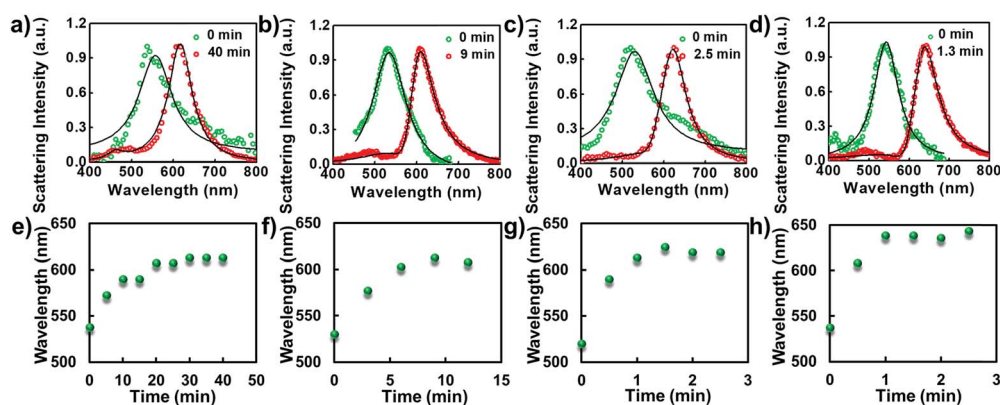 a)
Scattering Intensity (a.u.)
1.2
0.9
0.6
0.3
0.0
0 min
40 min
400 500 600 700 800
Wavelength (nm)
b)
Scattering Intensity (a.u.)
1.2
0.9
0.6
0.3
0.0
0 min
9 min
400 500 600 700 800
Wavelength (nm)
c)
Scattering Intensity (a.u.)
1.2
0.9
0.6
0.3
0.0
0 min
2.5 min
400 500 600 700 800
Wavelength (nm)
d)
Scattering Intensity (a.u.)
1.2
0.9
0.6
0.3
0.0
0 min
1.3 min
400 500 600 700 800
Wavelength (nm)
e)
Wavelength (nm)
650
600
550
500
0 10 20 30 40 50
Time (min)
f)
Wavelength (nm)
650
600
550
500
0 5 10 15
Time (min)
g)
Wavelength (nm)
650
600
550
500
0 1 2 3
Time (min)
h)
Wavelength (nm)
650
600
550
500
0 1 2 3
Time (min)